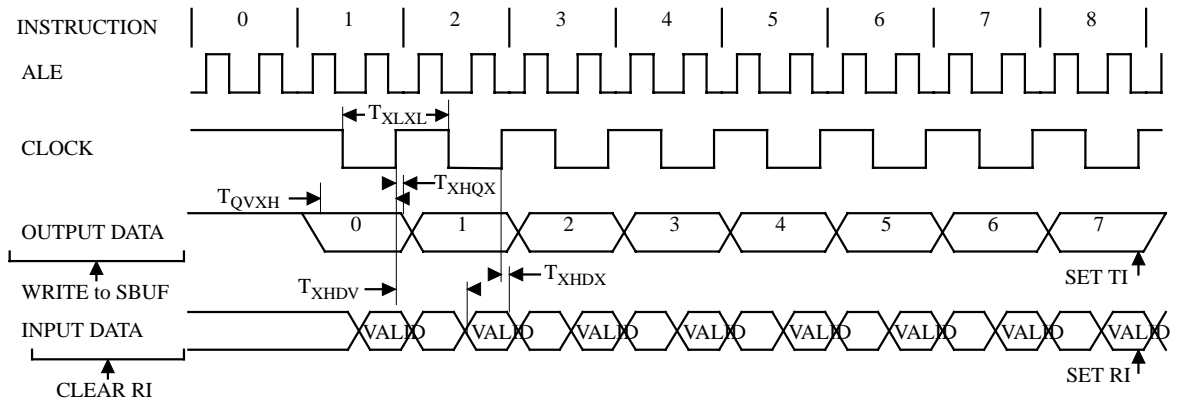 INSTRUCTION 0 1 2 3 4 5 6 7 8
ALE
TXLXL
CLOCK
TXHQX
TQVXH
OUTPUT DATA 0 1 2 3 4 5 6 7
TXHDX
SET TI
WRITE to SBUF
TXHDV
INPUT DATA VALID VALID VALID VALID VALID VALID VALID VALID
SET RI
CLEAR RI